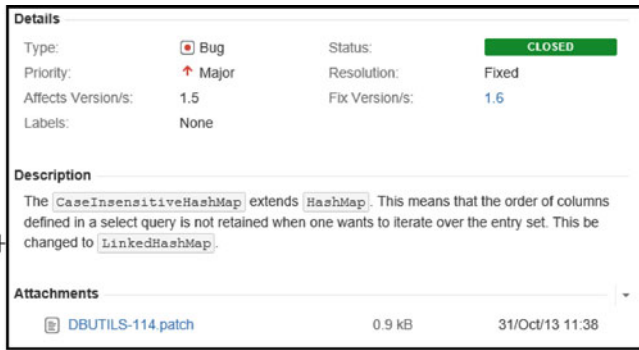 Details
Type: Bug Status: CLOSED
Priority: Major Resolution: Fixed
Affects Version/s: 1.5 Fix Version/s: 1.6
Labels: None
Description
The CaseInsensitiveHashMap extends HashMap. This means that the order of columns
defined in a select query is not retained when one wants to iterate over the entry set. This be
changed to LinkedHashMap.
Attachments
DBUTILS-114.patch 0.9 kB 31/Oct/13 11:38